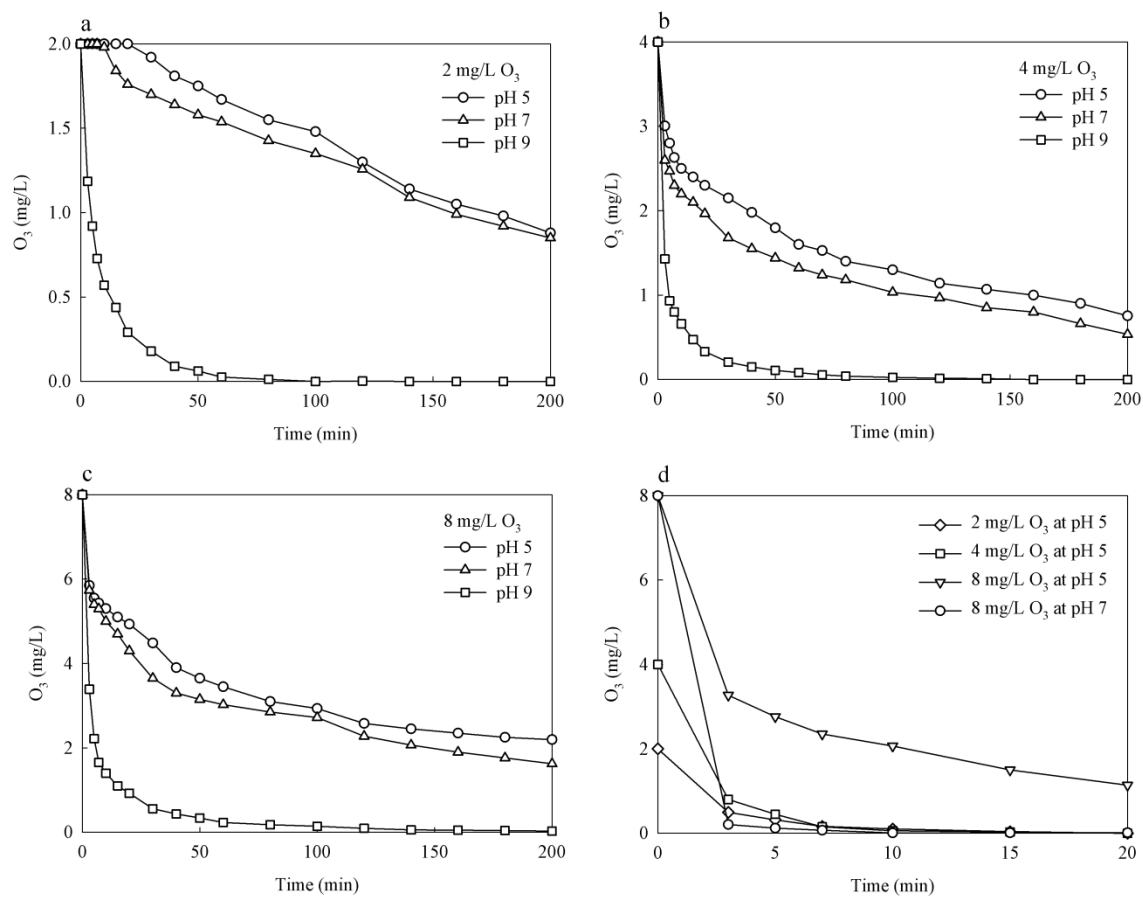 a
2.0
1.5
1.0
0.5
0.0
O₃ (mg/L)
2 mg/L O₃
pH 5
pH 7
pH 9
0
50
100
150
200
Time (min)
b
4
3
2
1
0
O₃ (mg/L)
4 mg/L O₃
pH 5
pH 7
pH 9
0
50
100
150
200
Time (min)
c
8
6
4
2
0
O₃ (mg/L)
8 mg/L O₃
pH 5
pH 7
pH 9
0
50
100
150
200
Time (min)
d
8
6
4
2
0
O₃ (mg/L)
2 mg/L O₃ at pH 5
4 mg/L O₃ at pH 5
8 mg/L O₃ at pH 5
8 mg/L O₃ at pH 7
0
5
10
15
20
Time (min)